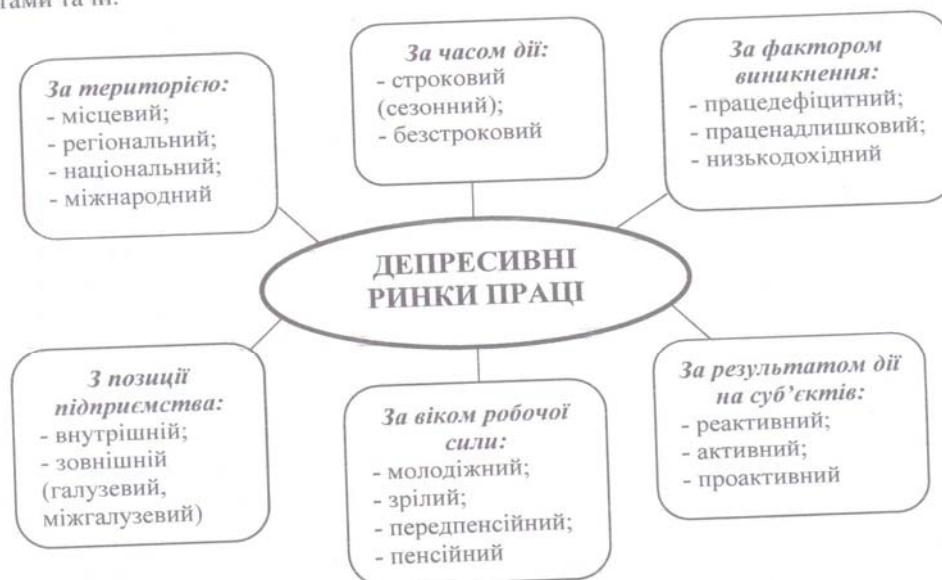 та ін.
За територією:
- місцевий;
- регіональний;
- національний;
- міжнародний
За часом дії:
- строковий
(сезонний);
- безстроковий
За фактором
виникнення:
- працедефіцитний;
- праценадлишковий;
- низькодохідний
ДЕПРЕСИВНІ
РИНКИ ПРАЦІ
З позиції
підприємства:
- внутрішній;
- зовнішній
(галузевий,
міжгалузевий)
За віком робочої
сили:
- молодіжний;
- зрілий;
- передпенсійний;
- пенсійний
За результатом дії
на суб’єктів:
- реактивний;
- активний;
- проактивний